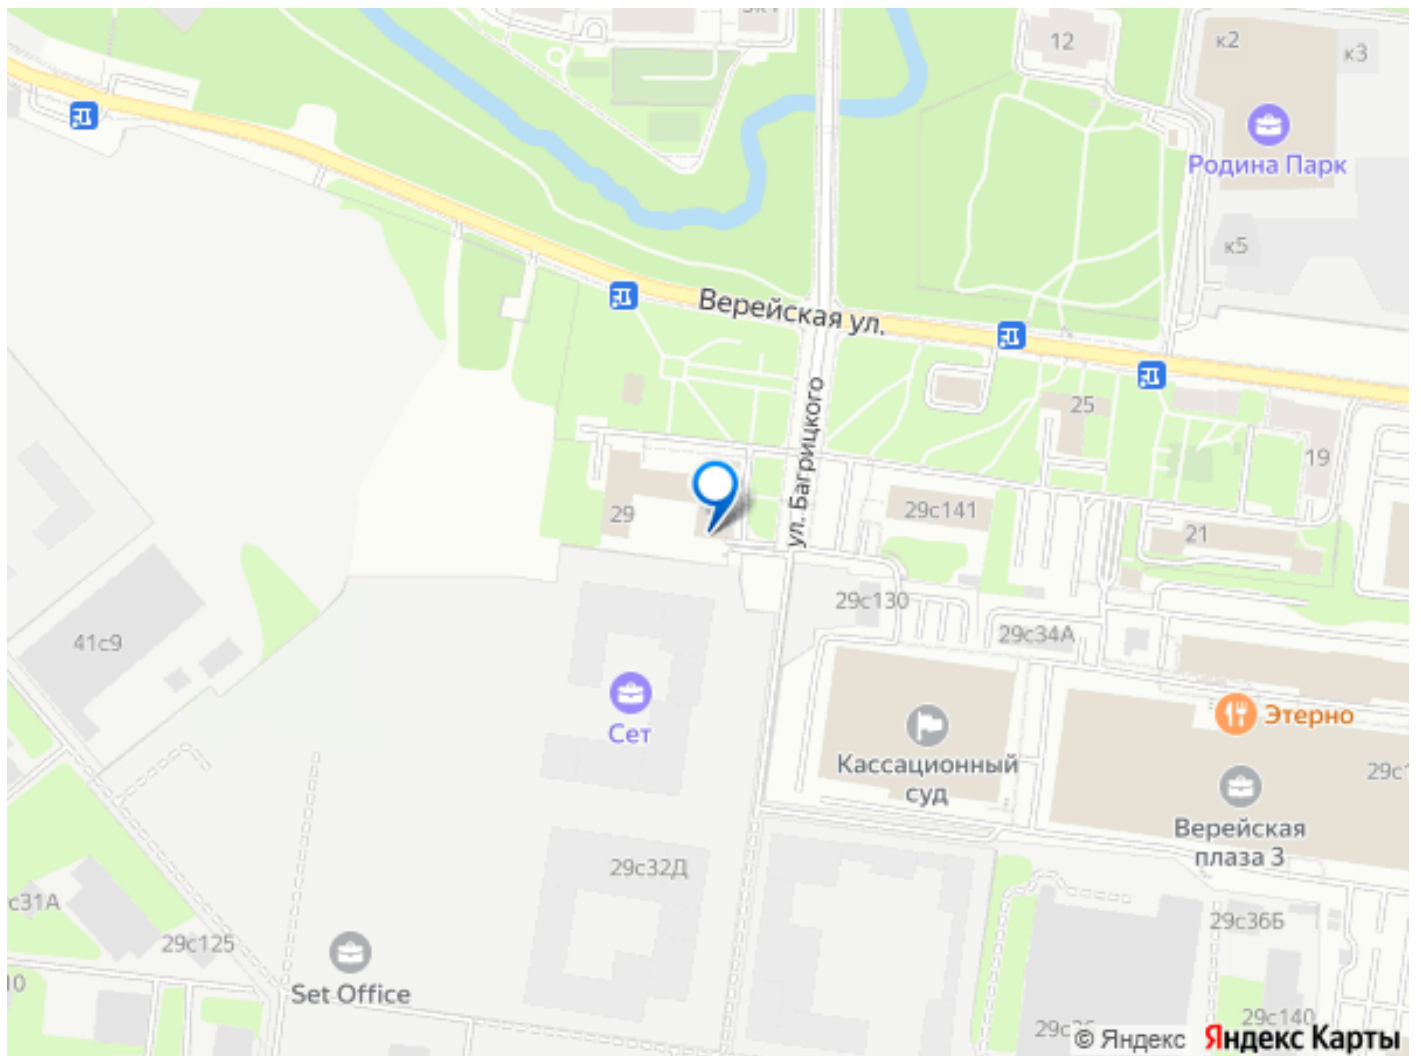 12
к2
к3
Родина Парк
к5
Верейская ул.
ул. Багрицкого
25
19
29
29с141
21
29с130
29с34А
41с9
Сет
Этерно
Кассационный
суд
Верейская
плаза 3
29с32Д
29с125
Set Office
29с36Б
29с140
© Яндекс
Яндекс Карты